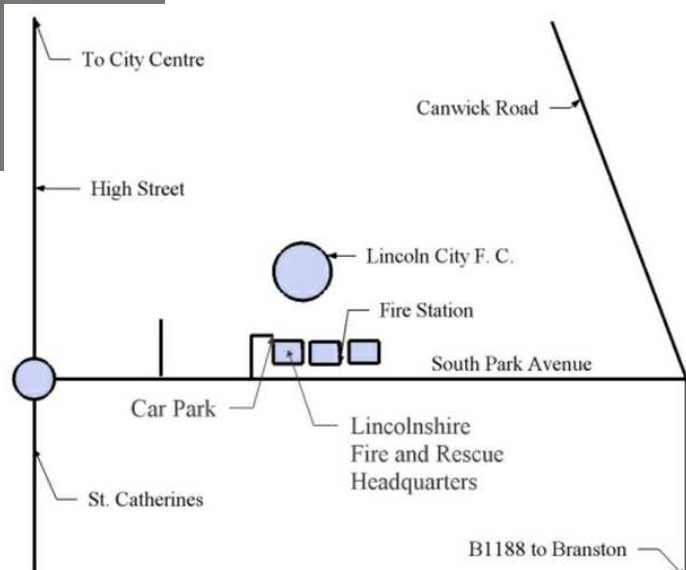 To City Centre
Canwick Road
High Street
Lincoln City F. C.
Fire Station
South Park Avenue
Car Park
Lincolnshire
Fire and Rescue
Headquarters
St. Catherines
B1188 to Branston